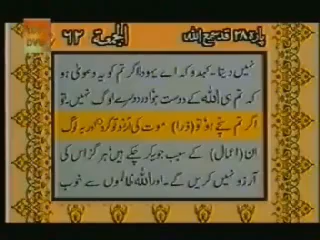 پارہ ۲۸ قد سمع اللہ
الجمعة ۶۲
نہیں دیتا۔ کہہ دو کہ اے یہود! اگر تم کو یہ دعویٰ ہو
کہ تم ہی اللہ کے دوست ہو اور دوسرے لوگ نہیں تو
اگر تم سچے ہو تو (ذرا) موت کی آرزو تو کرو۔ اور یہ لوگ
ان (اعمال) کے سبب جو یہ کر چکے ہیں ہرگز اس کی
آرزو نہیں کریں گے۔ اور اللہ ظالموں سے خوب